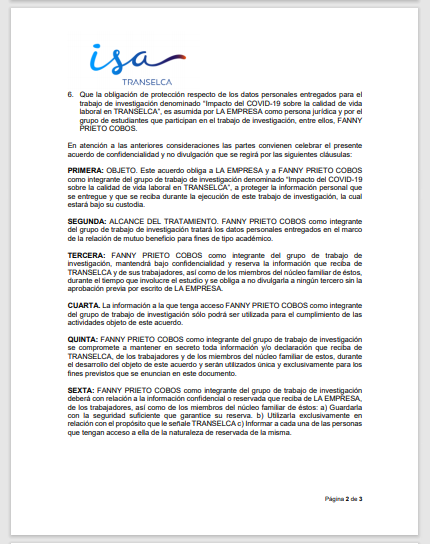 isa
TRANSELCA
6. Que la obligación de protección respecto de los datos personales entregados para el
trabajo de investigación denominado "Impacto del COVID-19 sobre la calidad de vida
laboral en TRANSELCA", es asumida por LA EMPRESA como persona jurídica y por el
grupo de estudiantes que participan en el trabajo de investigación, entre ellos, FANNY
PRIETO COBOS.
En atención a las anteriores consideraciones las partes convienen celebrar el presente
acuerdo de confidencialidad y no divulgación que se regirá por las siguientes cláusulas:
PRIMERA: OBJETO. Este acuerdo obliga a LA EMPRESA y a FANNY PRIETO COBOS
como integrante del grupo de trabajo de investigación denominado "Impacto del COVID-19
sobre la calidad de vida laboral en TRANSELCA", a proteger la información personal que
se entregue y que se reciba durante la ejecución de este trabajo de investigación, la cual
estará bajo su custodia.
SEGUNDA: ALCANCE DEL TRATAMIENTO. FANNY PRIETO COBOS como integrante
del grupo de trabajo de investigación tratará los datos personales entregados en el marco
de la relación de mutuo beneficio para fines de tipo académico.
TERCERA: FANNY PRIETO COBOS como integrante del grupo de trabajo de
investigación, mantendrá bajo confidencialidad y reserva la información que reciba de
TRANSELCA y de sus trabajadores, así como de los miembros del núcleo familiar de éstos,
durante el tiempo que involucre el estudio y se obliga a no divulgarla a ningún tercero sin la
aprobación previa por escrito de LA EMPRESA.
CUARTA. La información a la que tenga acceso FANNY PRIETO COBOS como integrante
del grupo de trabajo de investigación sólo podrá ser utilizada para el cumplimiento de las
actividades objeto de este acuerdo.
QUINTA: FANNY PRIETO COBOS como integrante del grupo de trabajo de investigación
se compromete a mantener en secreto toda información y/o declaración que reciba de
TRANSELCA, de los trabajadores y de los miembros del núcleo familiar de estos, durante
el desarrollo del objeto de este acuerdo y serán utilizados única y exclusivamente para los
fines previstos que se enuncian en este documento.
SEXTA: FANNY PRIETO COBOS como integrante del grupo de trabajo de investigación
deberá con relación a la información confidencial o reservada que reciba de LA EMPRESA,
de los trabajadores, así como de los miembros del núcleo familiar de éstos: a) Guardarla
con la seguridad suficiente que garantice su reserva. b) Utilizarla exclusivamente en
relación con el propósito que le señale TRANSELCA c) Informar a cada una de las personas
que tengan acceso a ella de la naturaleza de reservada de la misma.
Página 2 de 3